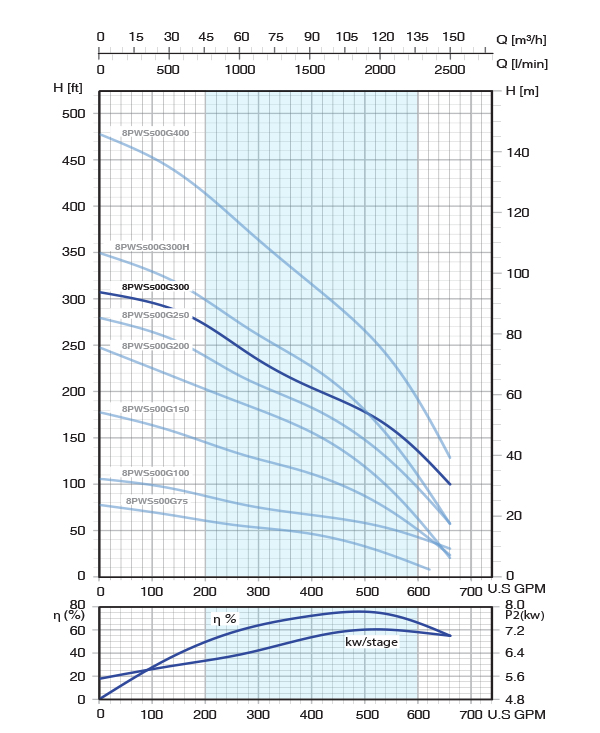 0 15 30 45 60 75 90 105 120 135 150 Q [m³/h]
0 500 1000 1500 2000 2500 Q [l/min]
H [ft] H [m]
500
8PWSs00G400
450 140
400 120
350
8PWSs00G300H
100
300
8PWSs00G300
8PWSs00G2s0
250 80
8PWSs00G200
200 60
8PWSs00G1s0
150 40
100
8PWSs00G100
8PWSs00G7s
50 20
0 0
0 100 200 300 400 500 600 700 U.S GPM
80 8.0
η (%) P2(kw)
η %
60 7.2
kw/stage
40 6.4
20 5.6
0 4.8
0 100 200 300 400 500 600 700 U.S GPM